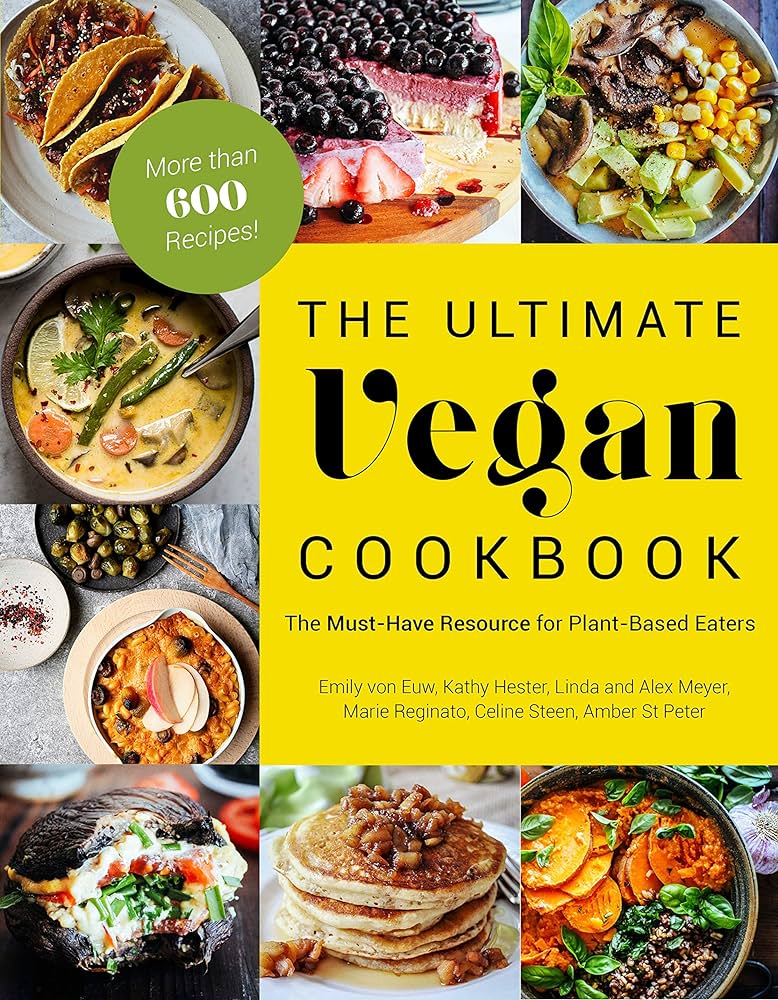 More than
600
Recipes!
THE ULTIMATE
Vegan
COOKBOOK
The Must-Have Resource for Plant-Based Eaters
Emily von Euw, Kathy Hester, Linda and Alex Meyer,
Marie Reginato, Celine Steen, Amber St Peter